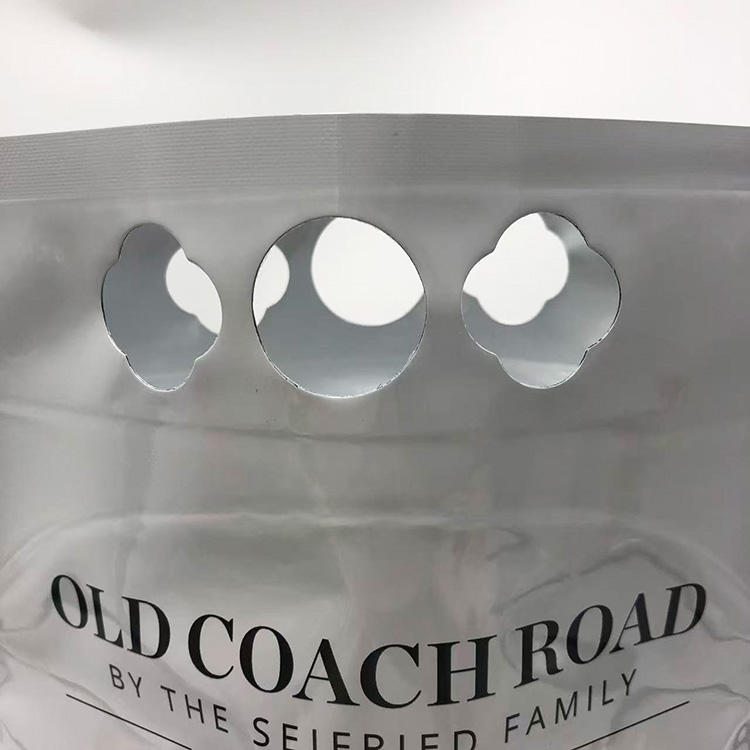 OLD COACH ROAD
BY THE SEIFRIED FAMILY